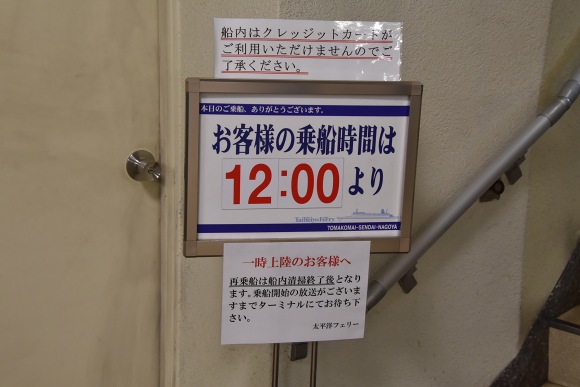 船内はクレッジットカードが
ご利用いただけませんのでご
了承ください。
本日のご乗船、ありがとうございます。
お客様の乗船時間は
12:00より
Taiheiyo Ferry
TOMAKOMAI-SENDAI-NAGOYA
一時上陸のお客様へ
再乗船は船内清掃終了後となり
ます。乗船開始の放送がございま
すまでターミナルにてお待ち下
さい。
太平洋フェリー